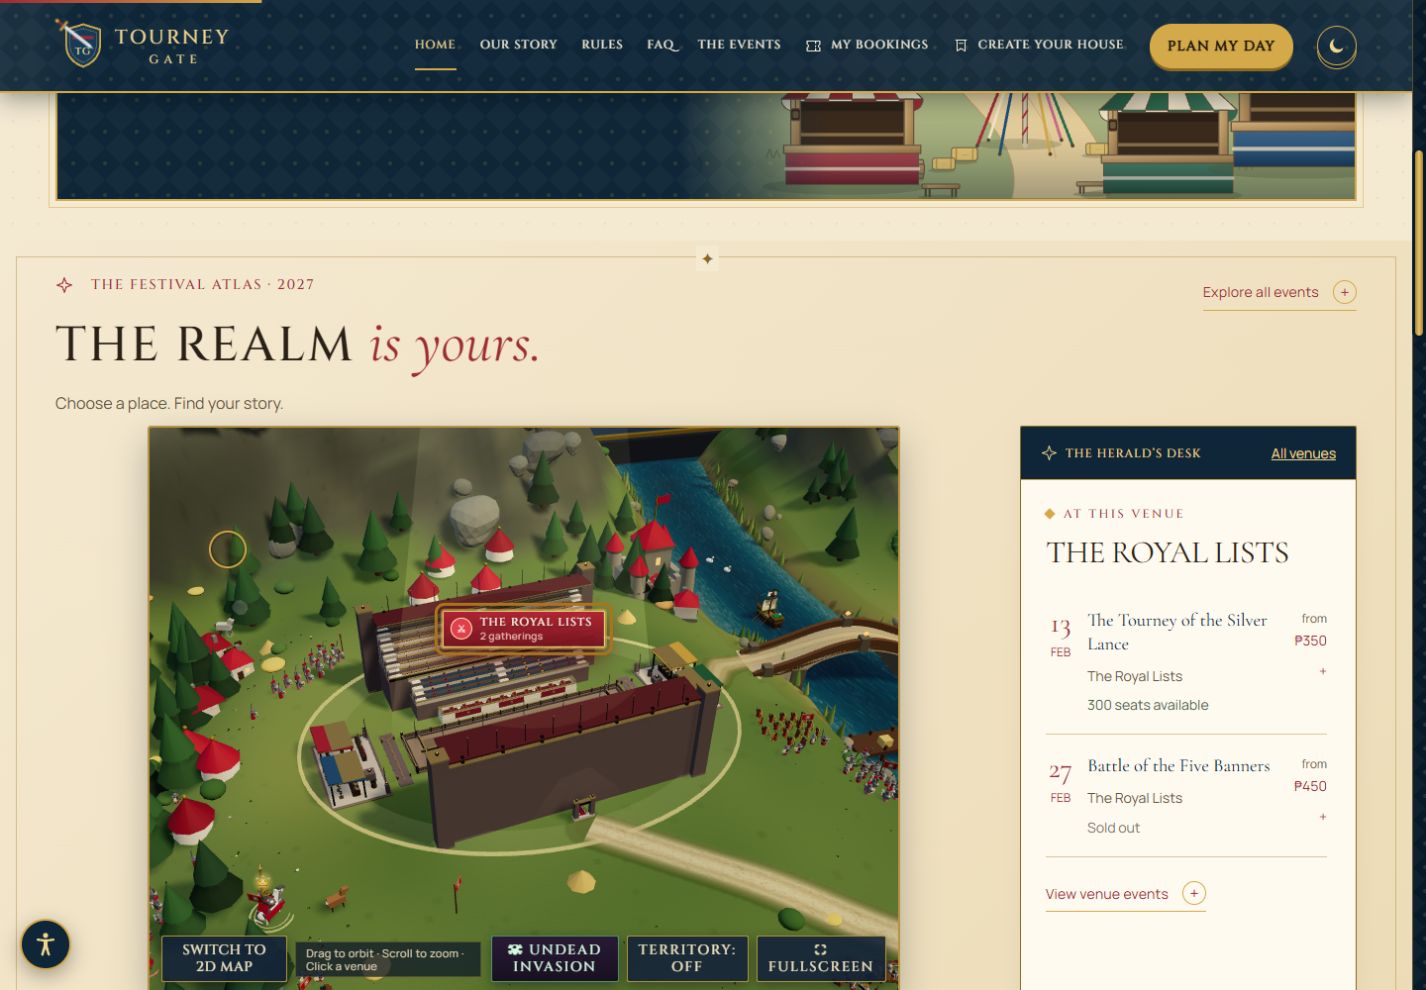 TG
TOURNEY
GATE
HOME
OUR STORY
RULES
FAQ
THE EVENTS
MY BOOKINGS
CREATE YOUR HOUSE
PLAN MY DAY
THE FESTIVAL ATLAS · 2027
Explore all events +
THE REALM is yours.
Choose a place. Find your story.
THE ROYAL LISTS
2 gatherings
SWITCH TO
2D MAP
Drag to orbit · Scroll to zoom ·
Click a venue
UNDEAD
INVASION
TERRITORY:
OFF
FULLSCREEN
THE HERALD'S DESK
All venues
AT THIS VENUE
THE ROYAL LISTS
13
FEB
The Tourney of the Silver
Lance
The Royal Lists
300 seats available
from
₱350
+
27
FEB
Battle of the Five Banners
The Royal Lists
Sold out
from
₱450
+
View venue events +